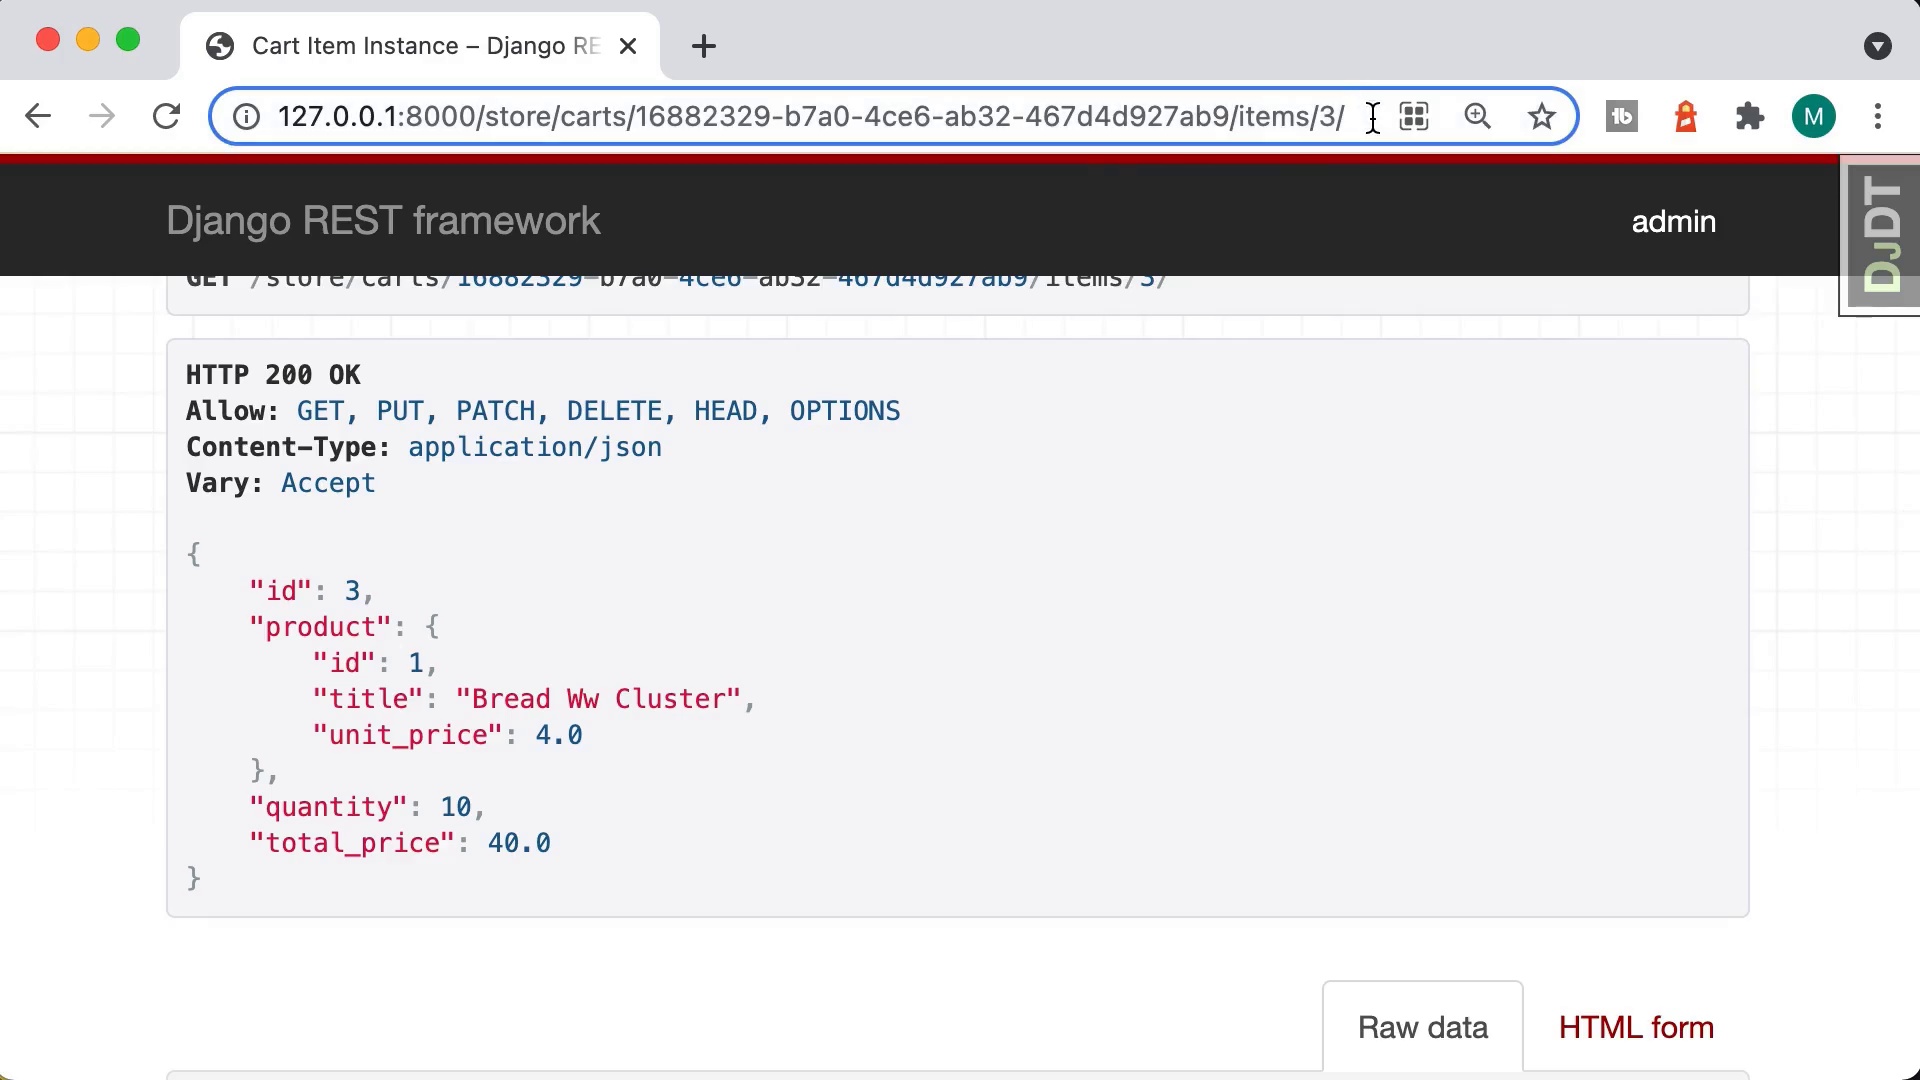 Cart Item Instance – Django RE
127.0.0.1:8000/store/carts/16882329-b7a0-4ce6-ab32-467d4d927ab9/items/3/
M
Django REST framework
admin
DjDT
GET /store/carts/16882329-b7a0-4ce6-ab32-467d4d927ab9/items/3/
HTTP 200 OK
Allow: GET, PUT, PATCH, DELETE, HEAD, OPTIONS
Content-Type: application/json
Vary: Accept
{
"id": 3,
"product": {
"id": 1,
"title": "Bread Ww Cluster",
"unit_price": 4.0
},
"quantity": 10,
"total_price": 40.0
}
Raw data
HTML form